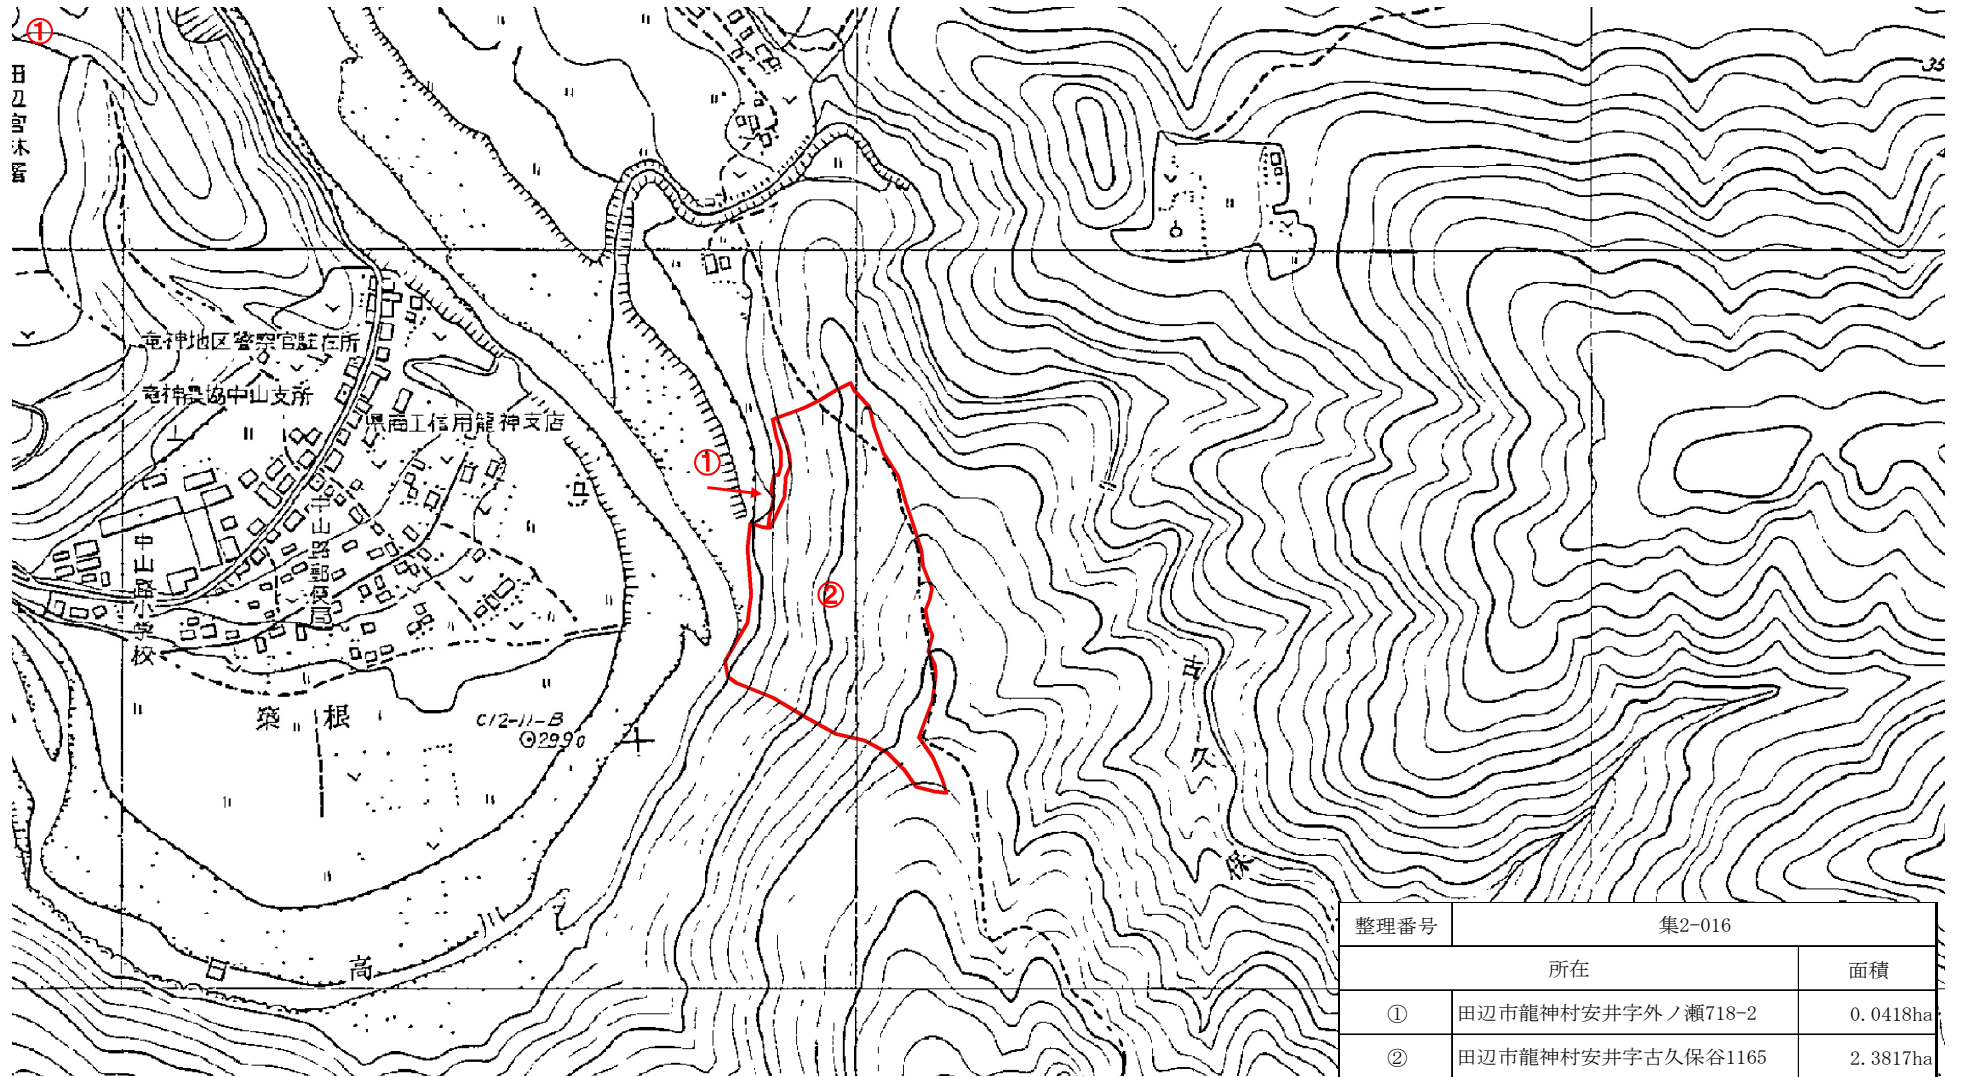 ①
田辺宮林署
35
竜神地区警察官駐在所
竜神農協中山支所
県商工信用龍神支店
①
中山路小学校
中山路郵便局
②
古久保
簗根
C12-11-B
299.0
日高
整理番号 集2-016
所在 面積
① 田辺市龍神村安井字外ノ瀬718-2 0.0418ha
② 田辺市龍神村安井字古久保谷1165 2.3817ha